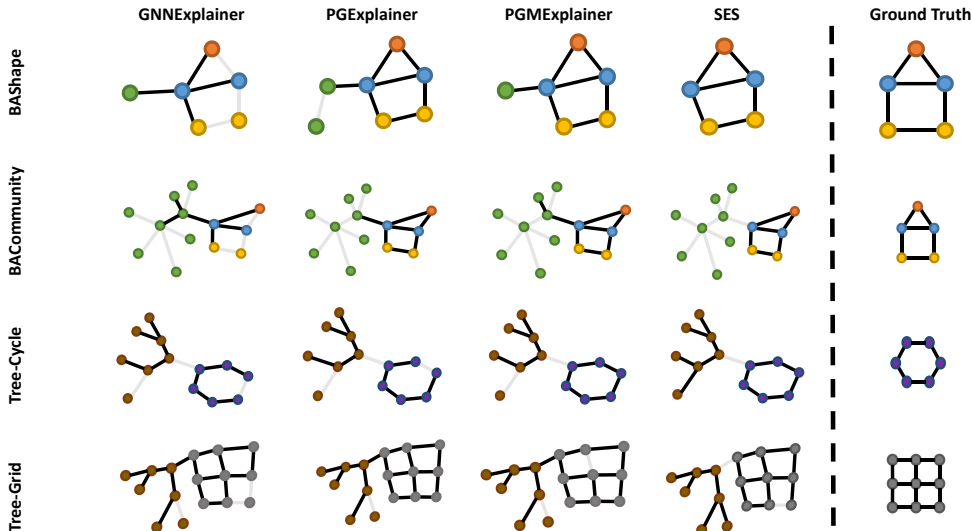 GNNExplainer PGExplainer PGMExplainer SES Ground Truth
BAShape
BACommunity
Tree-Cycle
Tree-Grid